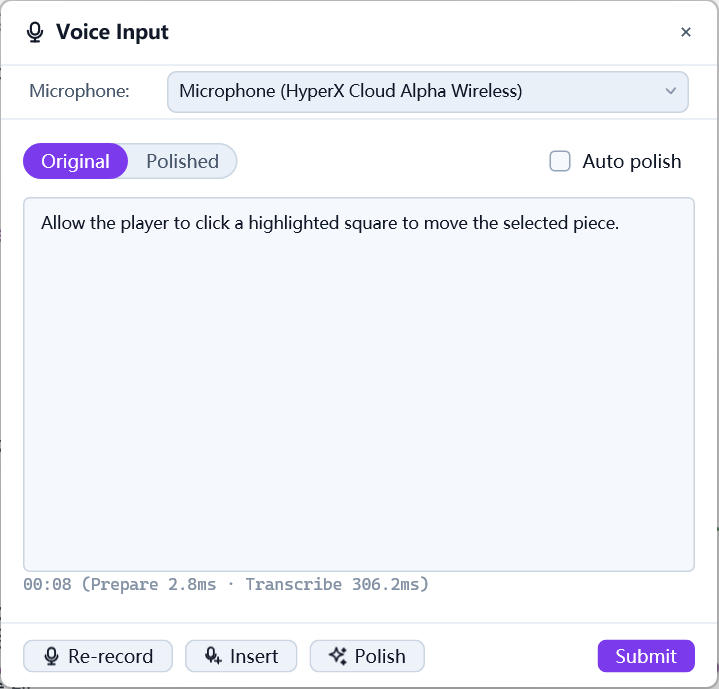 Voice Input
Microphone: Microphone (HyperX Cloud Alpha Wireless)
Original Polished Auto polish
Allow the player to click a highlighted square to move the selected piece.
00:08 (Prepare 2.8ms · Transcribe 306.2ms)
Re-record Insert Polish Submit